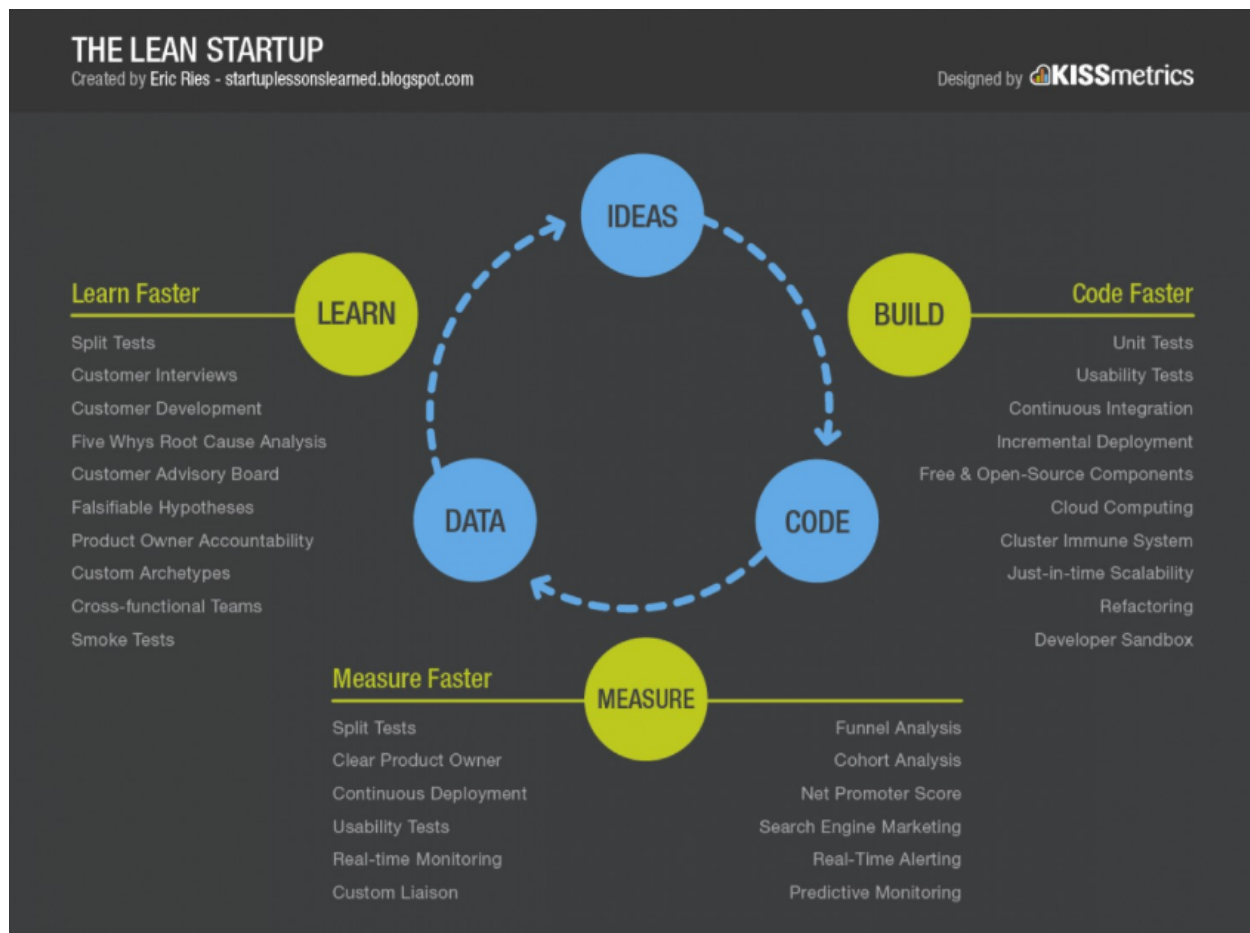 THE LEAN STARTUP
Created by Eric Ries - startuplessonslearned.blogspot.com
Designed by KISSmetrics
IDEAS
LEARN
BUILD
DATA
CODE
MEASURE
Learn Faster
Split Tests
Customer Interviews
Customer Development
Five Whys Root Cause Analysis
Customer Advisory Board
Falsifiable Hypotheses
Product Owner Accountability
Custom Archetypes
Cross-functional Teams
Smoke Tests
Code Faster
Unit Tests
Usability Tests
Continuous Integration
Incremental Deployment
Free & Open-Source Components
Cloud Computing
Cluster Immune System
Just-in-time Scalability
Refactoring
Developer Sandbox
Measure Faster
Split Tests
Clear Product Owner
Continuous Deployment
Usability Tests
Real-time Monitoring
Custom Liaison
Funnel Analysis
Cohort Analysis
Net Promoter Score
Search Engine Marketing
Real-Time Alerting
Predictive Monitoring